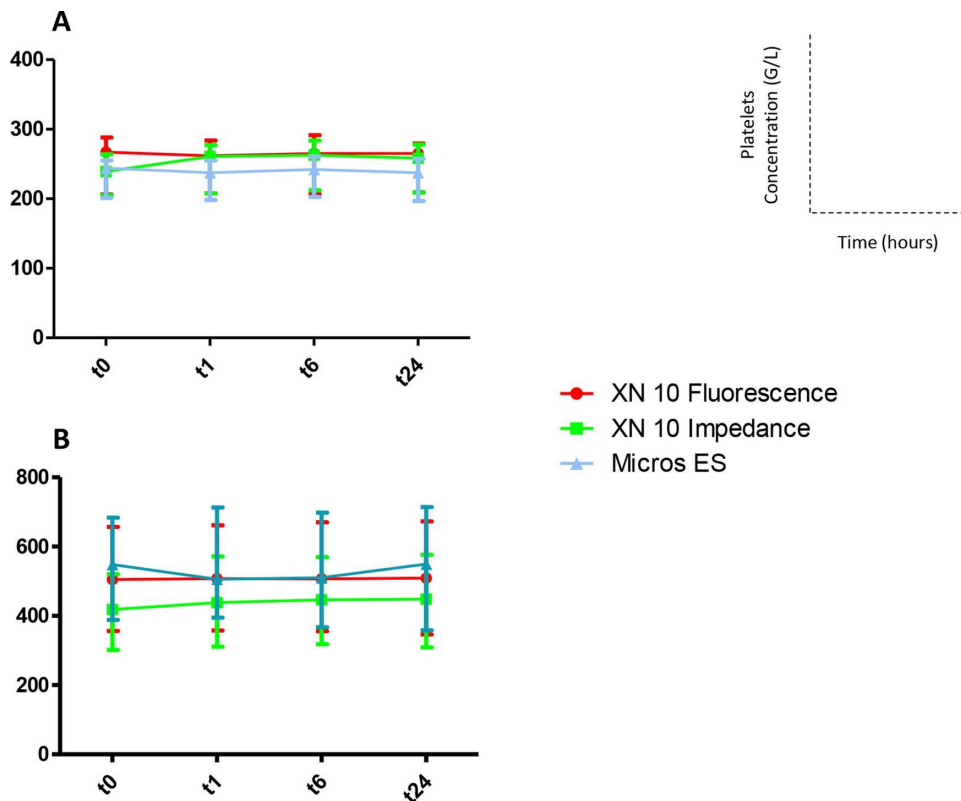 A
400
300
200
100
0
t0
t1
t6
t24
Platelets
Concentration (G/L)
Time (hours)
XN 10 Fluorescence
XN 10 Impedance
Micros ES
B
800
600
400
200
0
t0
t1
t6
t24